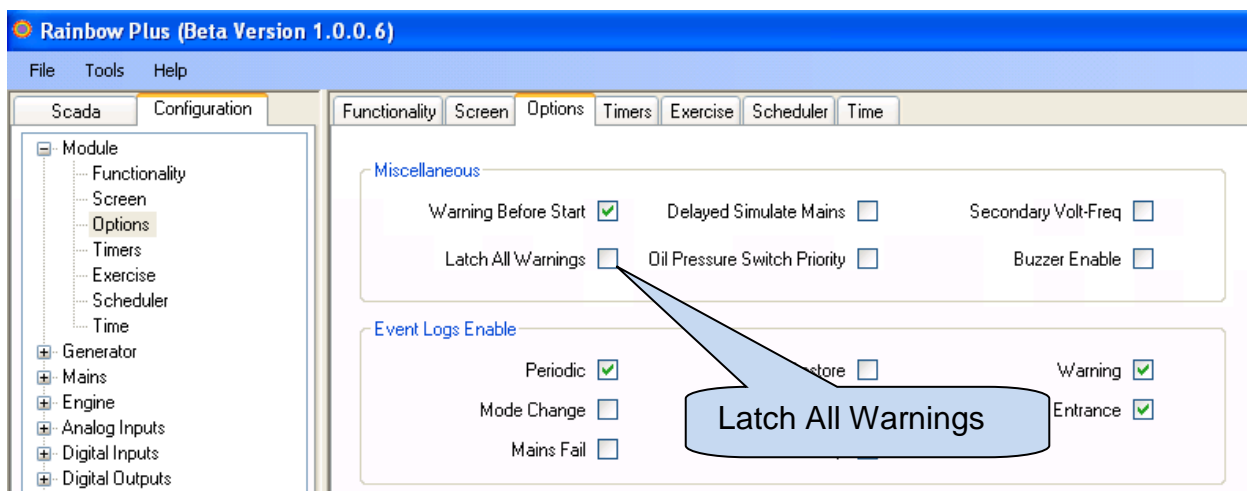 Rainbow Plus (Beta Version 1.0.0.6)
File Tools Help
Scada Configuration
Module
Functionality
Screen
Options
Timers
Exercise
Scheduler
Time
Generator
Mains
Engine
Analog Inputs
Digital Inputs
Digital Outputs
Functionality Screen Options Timers Exercise Scheduler Time
Miscellaneous
Warning Before Start Delayed Simulate Mains Secondary Volt-Freq
Latch All Warnings Oil Pressure Switch Priority Buzzer Enable
Event Logs Enable
Periodic Warning
Mode Change Entrance
Mains Fail
Latch All Warnings